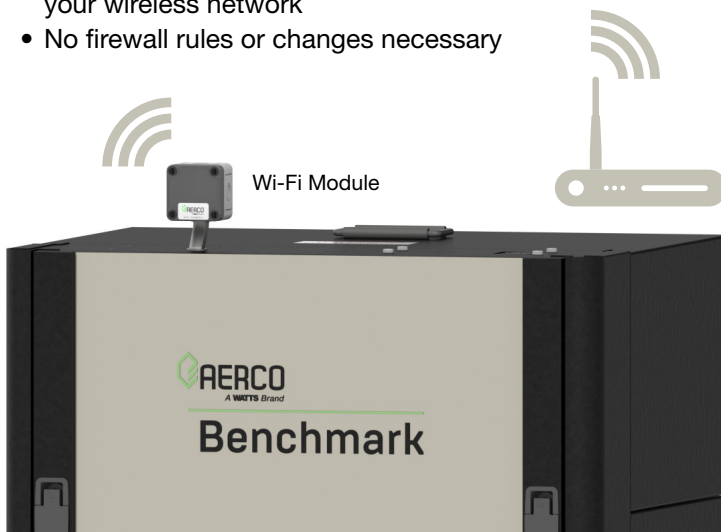 your wireless network
• No firewall rules or changes necessary
Wi-Fi Module
AERCO
AERCO
A WATTS Brand
Benchmark